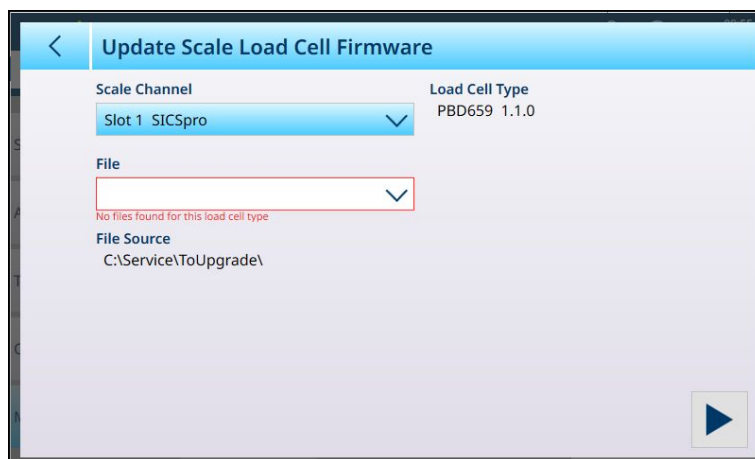 Update Scale Load Cell Firmware
Scale Channel
Slot 1 SICSpro
Load Cell Type
PBD659 1.1.0
File
No files found for this load cell type
File Source
C:\Service\ToUpgrade\